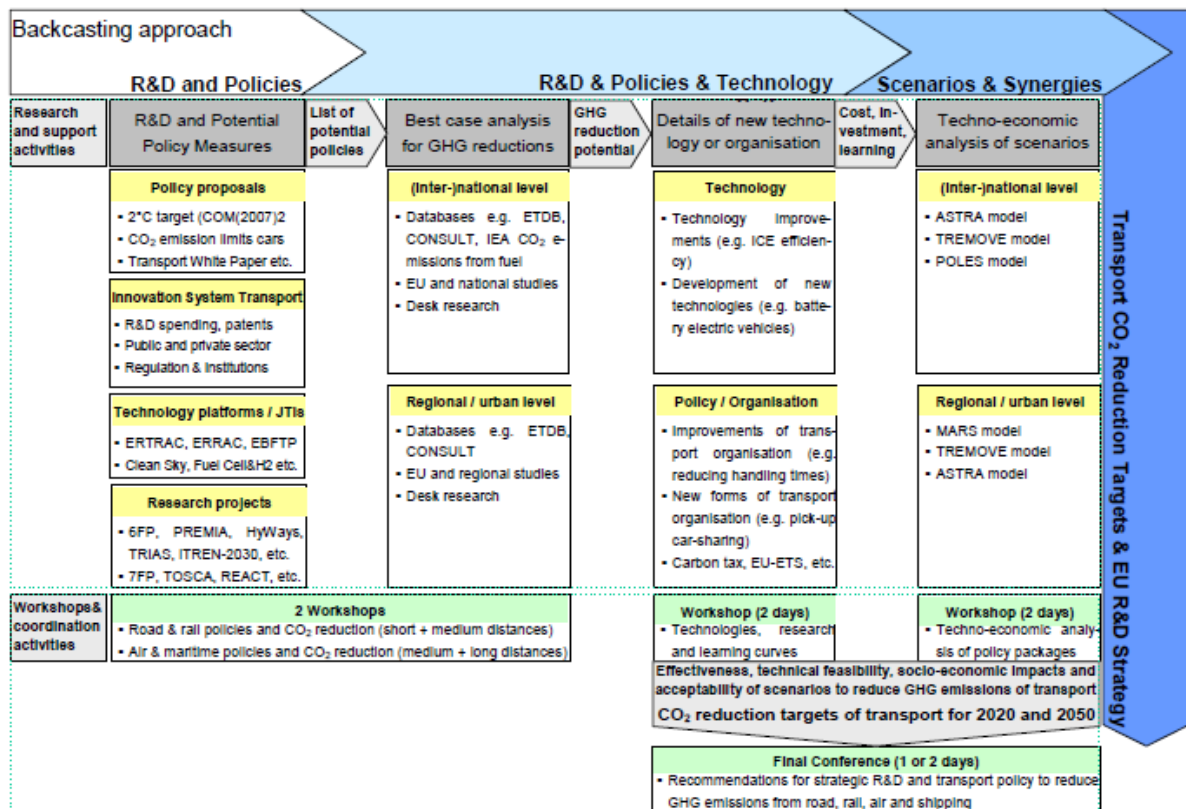 Backcasting approach
R&D and Policies
R&D & Policies & Technology
Scenarios & Synergies
Research
and support
activities
R&D and Potential
Policy Measures
List of
potential
policies
Best case analysis
for GHG reductions
GHG
reduction
potential
Details of new techno-
logy or organisation
Cost, in-
vestment,
learning
Techno-economic
analysis of scenarios
Policy proposals
▪ 2°C target (COM(2007)2
▪ CO₂ emission limits cars
▪ Transport White Paper etc.
Innovation System Transport
▪ R&D spending, patents
▪ Public and private sector
▪ Regulation & Institutions
Technology platforms / JTIs
▪ ERTRAC, ERRAC, EBFTP
▪ Clean Sky, Fuel Cell&H2 etc.
Research projects
▪ 6FP, PREMIA, HyWays,
TRIAS, ITREN-2030, etc.
▪ 7FP, TOSCA, REACT, etc.
(Inter-)national level
▪ Databases e.g. ETDB,
CONSULT, IEA CO₂ e-
missions from fuel
▪ EU and national studies
▪ Desk research
Regional / urban level
▪ Databases e.g. ETDB,
CONSULT
▪ EU and regional studies
▪ Desk research
Technology
▪ Technology improve-
ments (e.g. ICE efficien-
cy)
▪ Development of new
technologies (e.g. batte-
ry electric vehicles)
Policy / Organisation
▪ Improvements of trans-
port organisation (e.g.
reducing handling times)
▪ New forms of transport
organisation (e.g. pick-up
car-sharing)
▪ Carbon tax, EU-ETS, etc.
(Inter-)national level
▪ ASTRA model
▪ TREMOVE model
▪ POLES model
Regional / urban level
▪ MARS model
▪ TREMOVE model
▪ ASTRA model
Workshops&
coordination
activities
2 Workshops
▪ Road & rail policies and CO₂ reduction (short + medium distances)
▪ Air & maritime policies and CO₂ reduction (medium + long distances)
Workshop (2 days)
▪ Technologies, research
and learning curves
Workshop (2 days)
▪ Techno-economic analy-
sis of policy packages
Effectiveness, technical feasibility, socio-economic impacts and
acceptability of scenarios to reduce GHG emissions of transport
CO₂ reduction targets of transport for 2020 and 2050
Final Conference (1 or 2 days)
▪ Recommendations for strategic R&D and transport policy to reduce
GHG emissions from road, rail, air and shipping
Transport CO₂ Reduction Targets & EU R&D Strategy